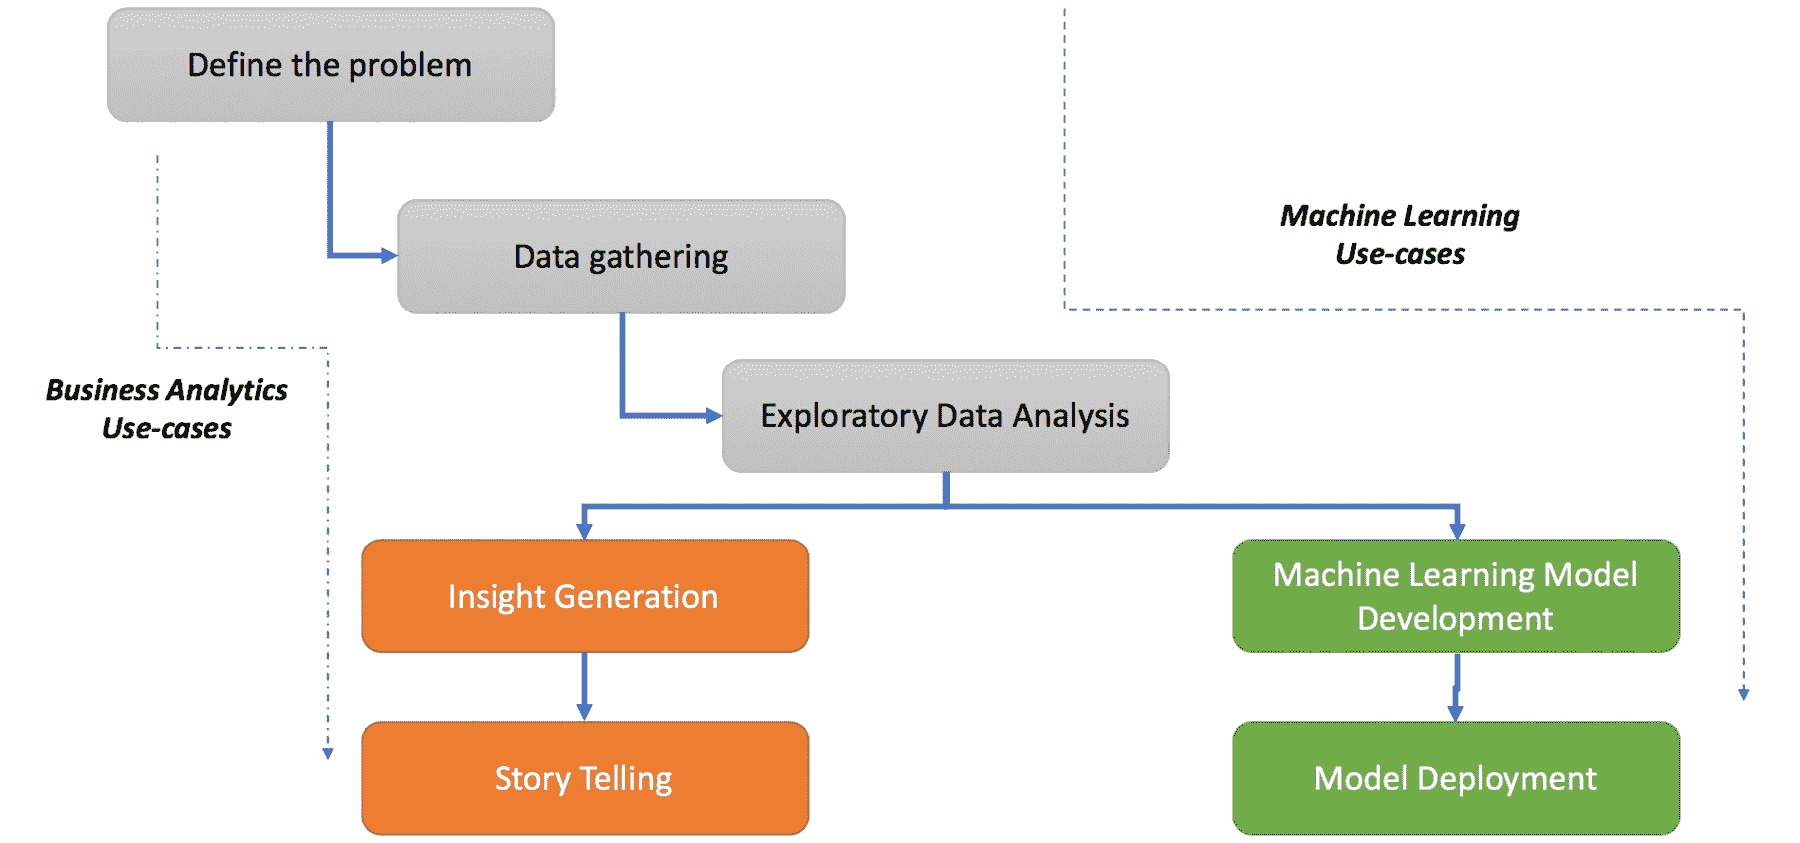 Define the problem
Data gathering
Machine Learning
Use-cases
Business Analytics
Use-cases
Exploratory Data Analysis
Insight Generation
Machine Learning Model
Development
Story Telling
Model Deployment